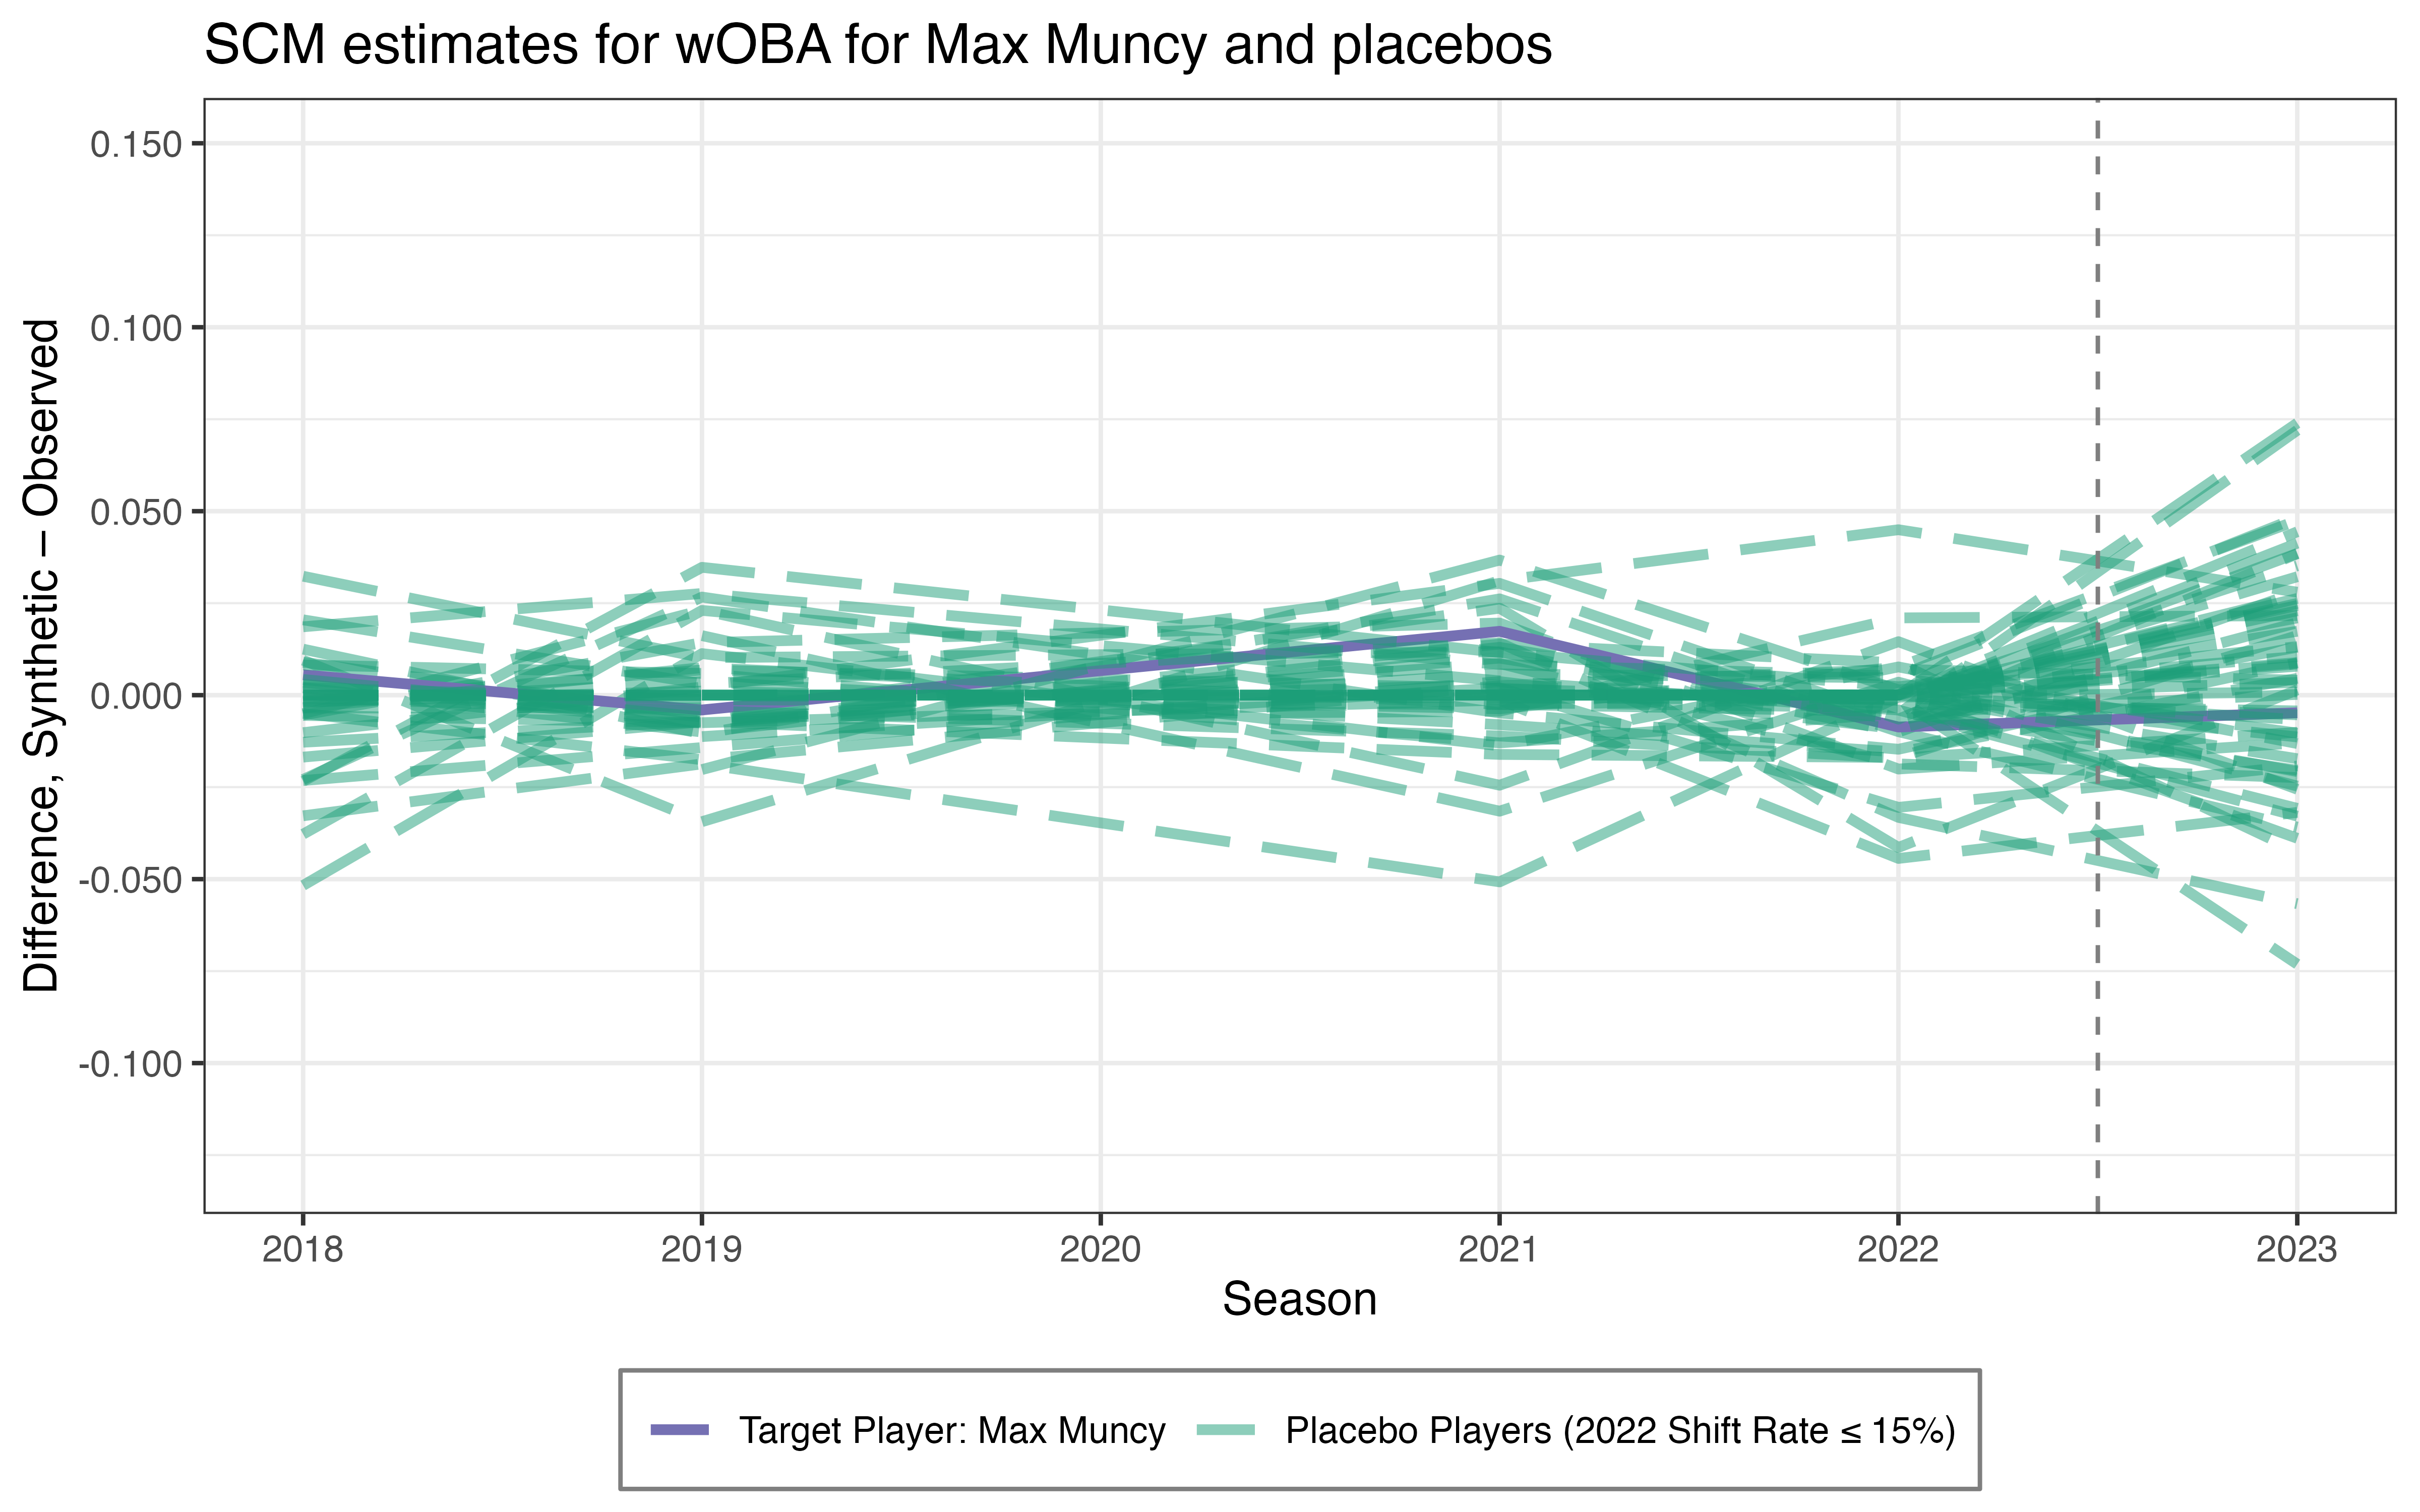 SCM estimates for wOBA for Max Muncy and placebos
Difference, Synthetic − Observed
0.150
0.100
0.050
0.000
-0.050
-0.100
2018 2019 2020 2021 2022 2023
Season
Target Player: Max Muncy Placebo Players (2022 Shift Rate ≤ 15%)